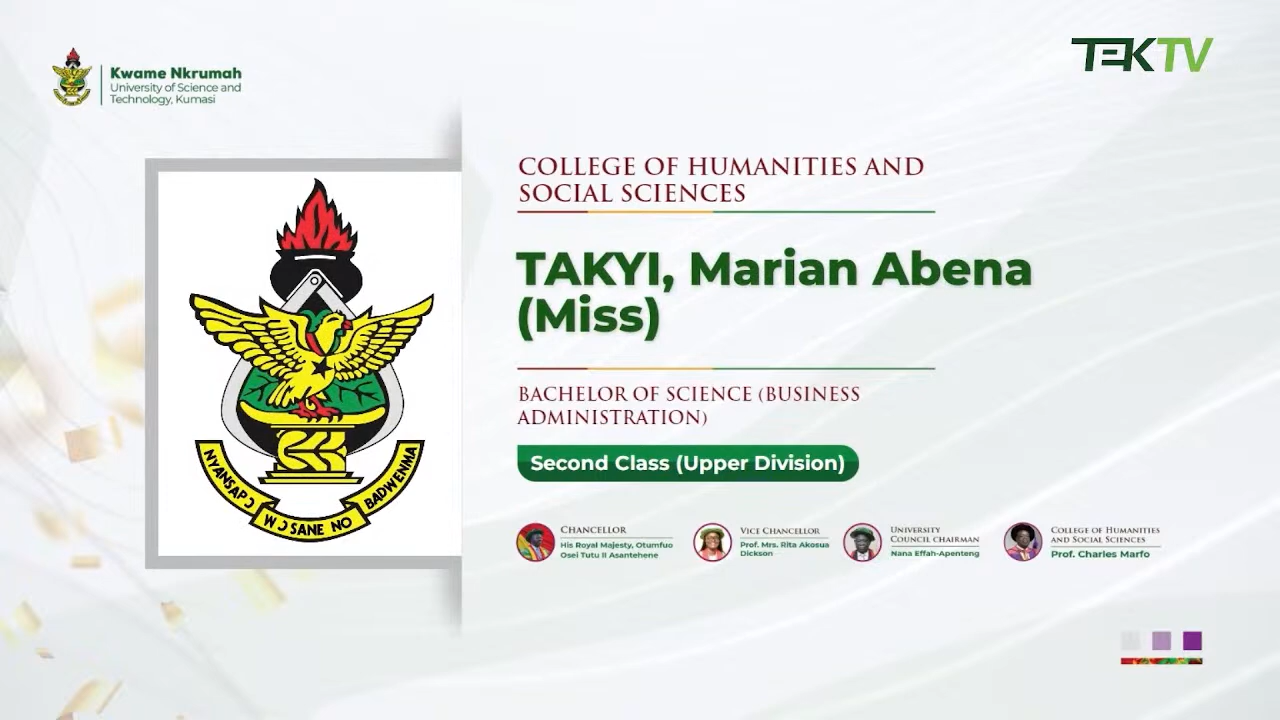 Kwame Nkrumah
University of Science and
Technology, Kumasi
TEKTV
COLLEGE OF HUMANITIES AND
SOCIAL SCIENCES
TAKYI, Marian Abena
(Miss)
BACHELOR OF SCIENCE (BUSINESS
ADMINISTRATION)
Second Class (Upper Division)
NYANSAPƆ WƆSANE NO BADWENMA
CHANCELLOR
His Royal Majesty, Otumfuo
Osei Tutu II Asantehene
VICE CHANCELLOR
Prof. Mrs. Rita Akosua
Dickson
UNIVERSITY
COUNCIL CHAIRMAN
Nana Effah-Apenteng
COLLEGE OF HUMANITIES
AND SOCIAL SCIENCES
Prof. Charles Marfo